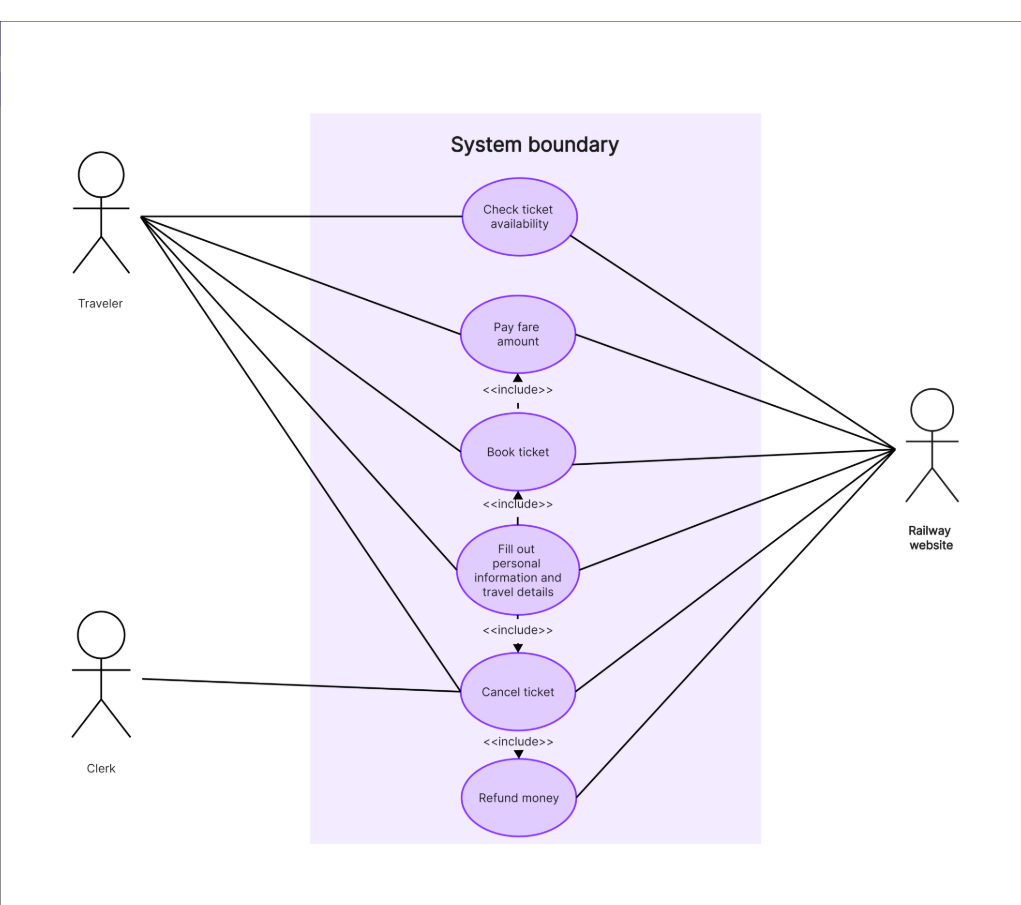 System boundary
Check ticket
availability
Traveler
Pay fare
amount
<<include>>
Book ticket
<<include>>
Railway
website
Fill out
personal
information and
travel details
<<include>>
Cancel ticket
<<include>>
Clerk
Refund money